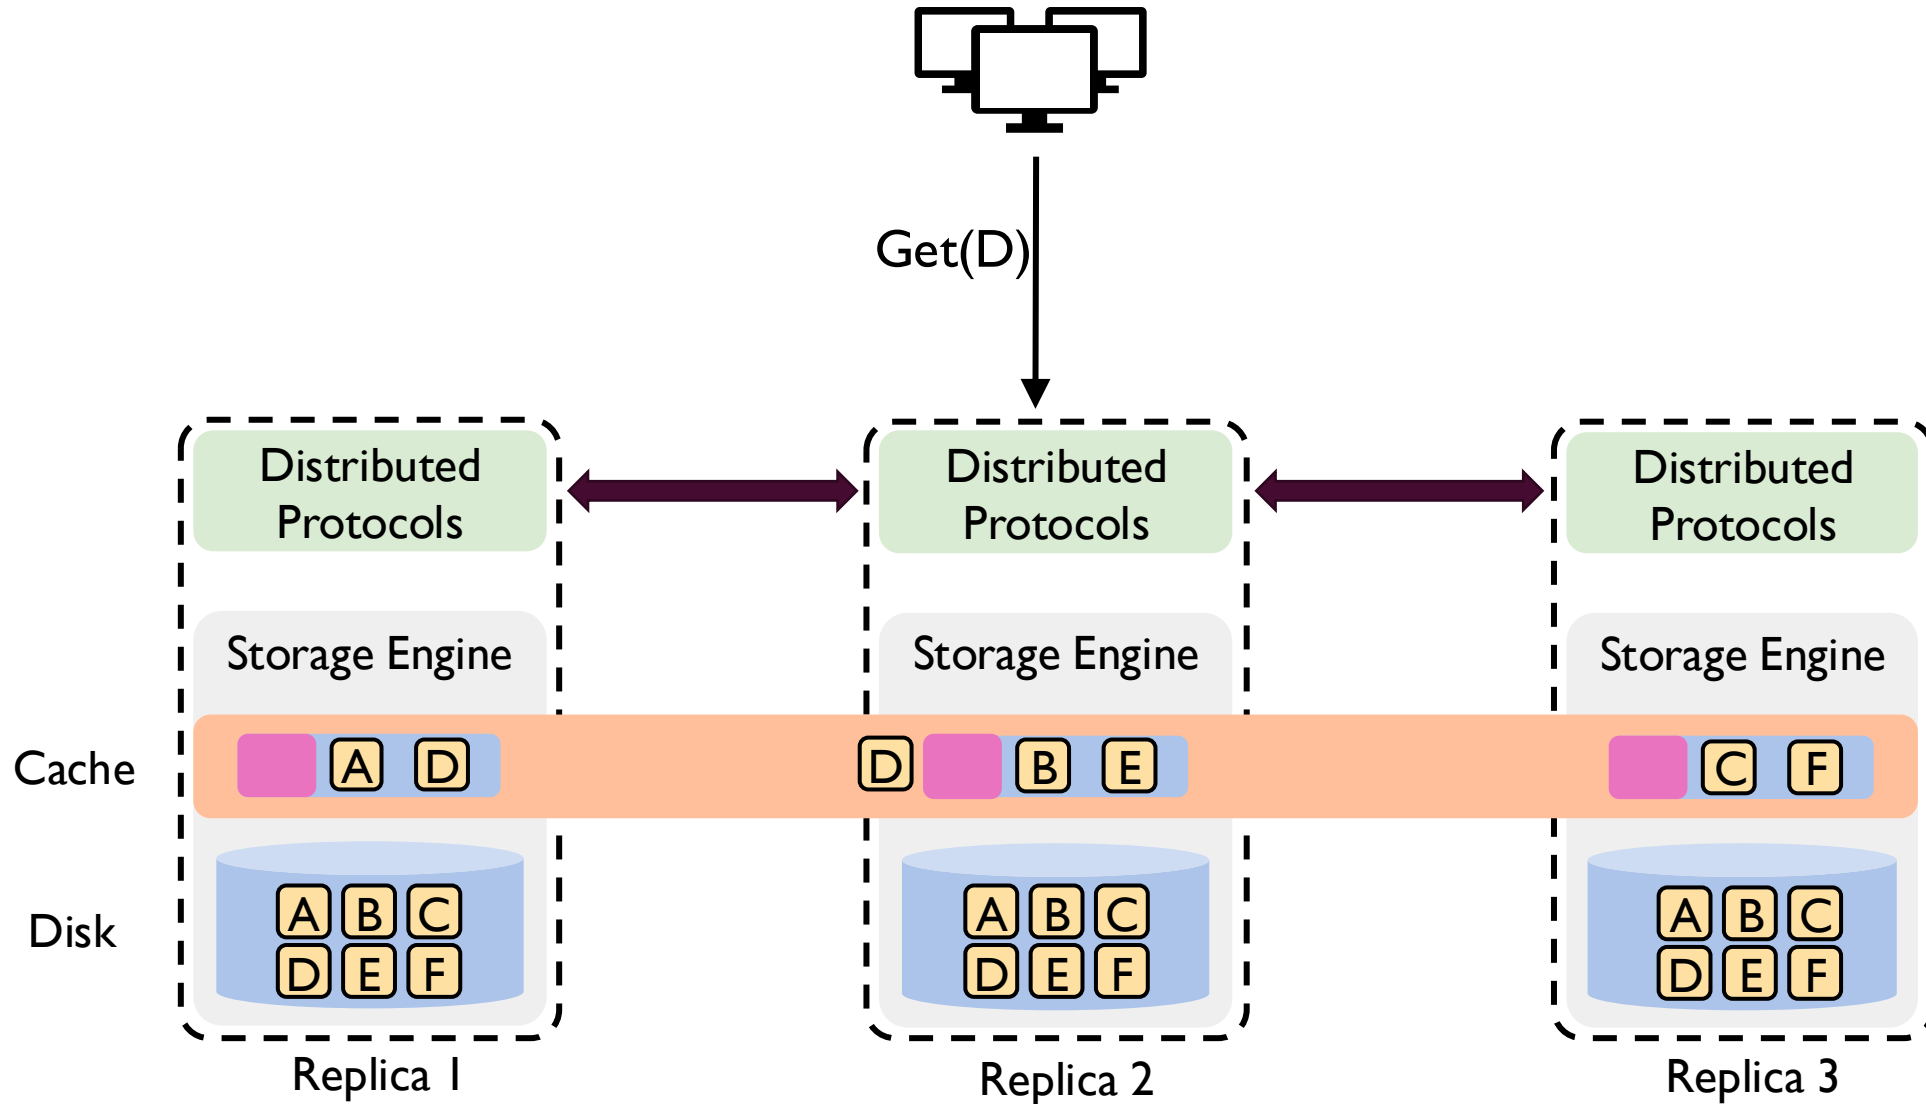 Get(D)
Distributed
Protocols
Distributed
Protocols
Distributed
Protocols
Storage Engine
Storage Engine
Storage Engine
Cache
A D
D B E
C F
Disk
A B C
D E F
A B C
D E F
A B C
D E F
Replica 1
Replica 2
Replica 3